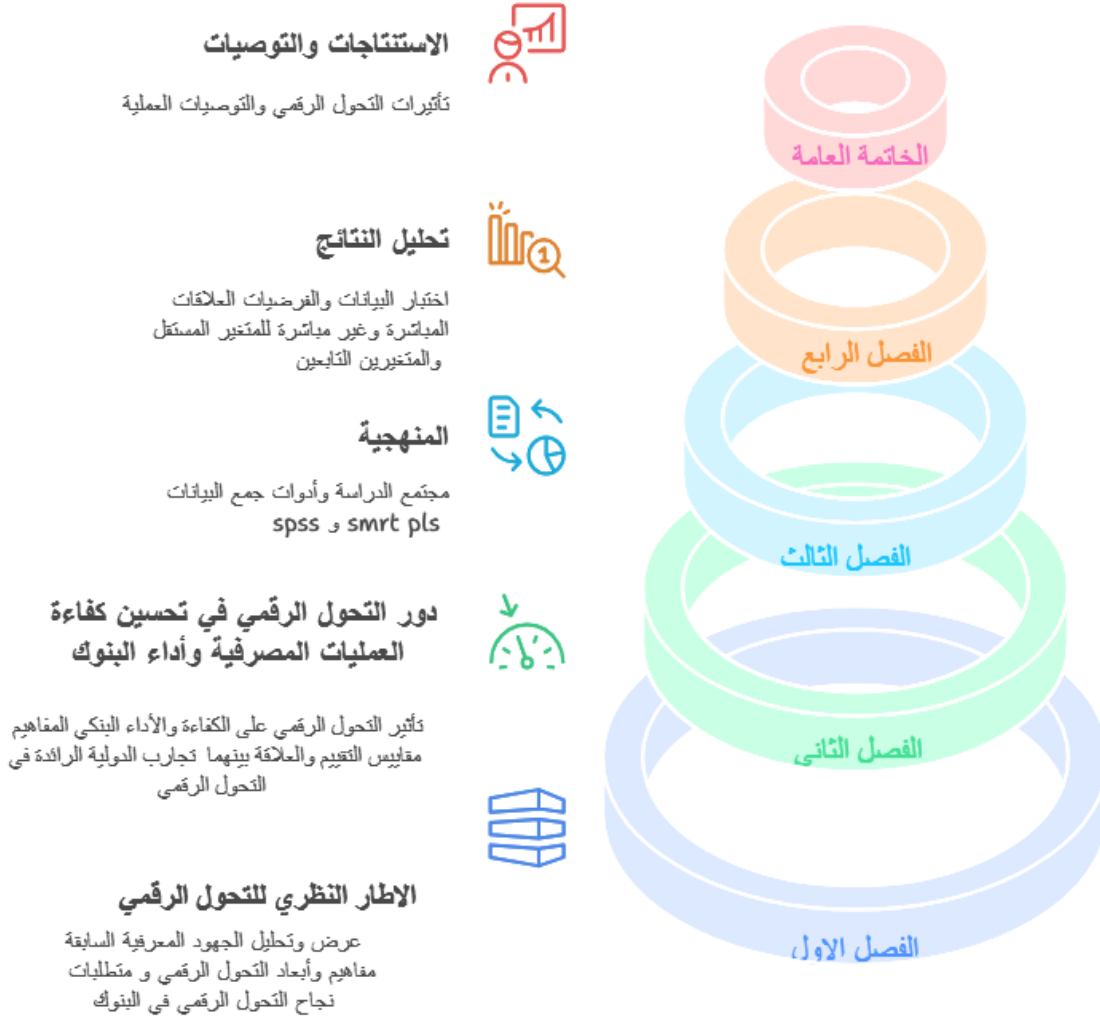 الاستنتاجات والتوصيات
تأثيرات التحول الرقمي والتوصيات العملية
الخاتمة العامة
تحليل النتائج
اختبار البيانات والفرضيات العلاقات
المباشرة وغير مباشرة للمتغير المستقل
والمتغيرين التابعين
1
الفصل الرابع
المنهجية
مجتمع الدراسة وأدوات جمع البيانات
spss و smrt pls
الفصل الثالث
دور التحول الرقمي في تحسين كفاءة
العمليات المصرفية وأداء البنوك
تأثير التحول الرقمي على الكفاءة والأداء البنكي المفاهيم
مقاييس التقييم والعلاقة بينهما تجارب الدولية الرائدة في
التحول الرقمي
الفصل الثاني
الاطار النظري للتحول الرقمي
عرض وتحليل الجهود المعرفية السابقة
مفاهيم وأبعاد التحول الرقمي و متطلبات
نجاح التحول الرقمي في البنوك
الفصل الاول